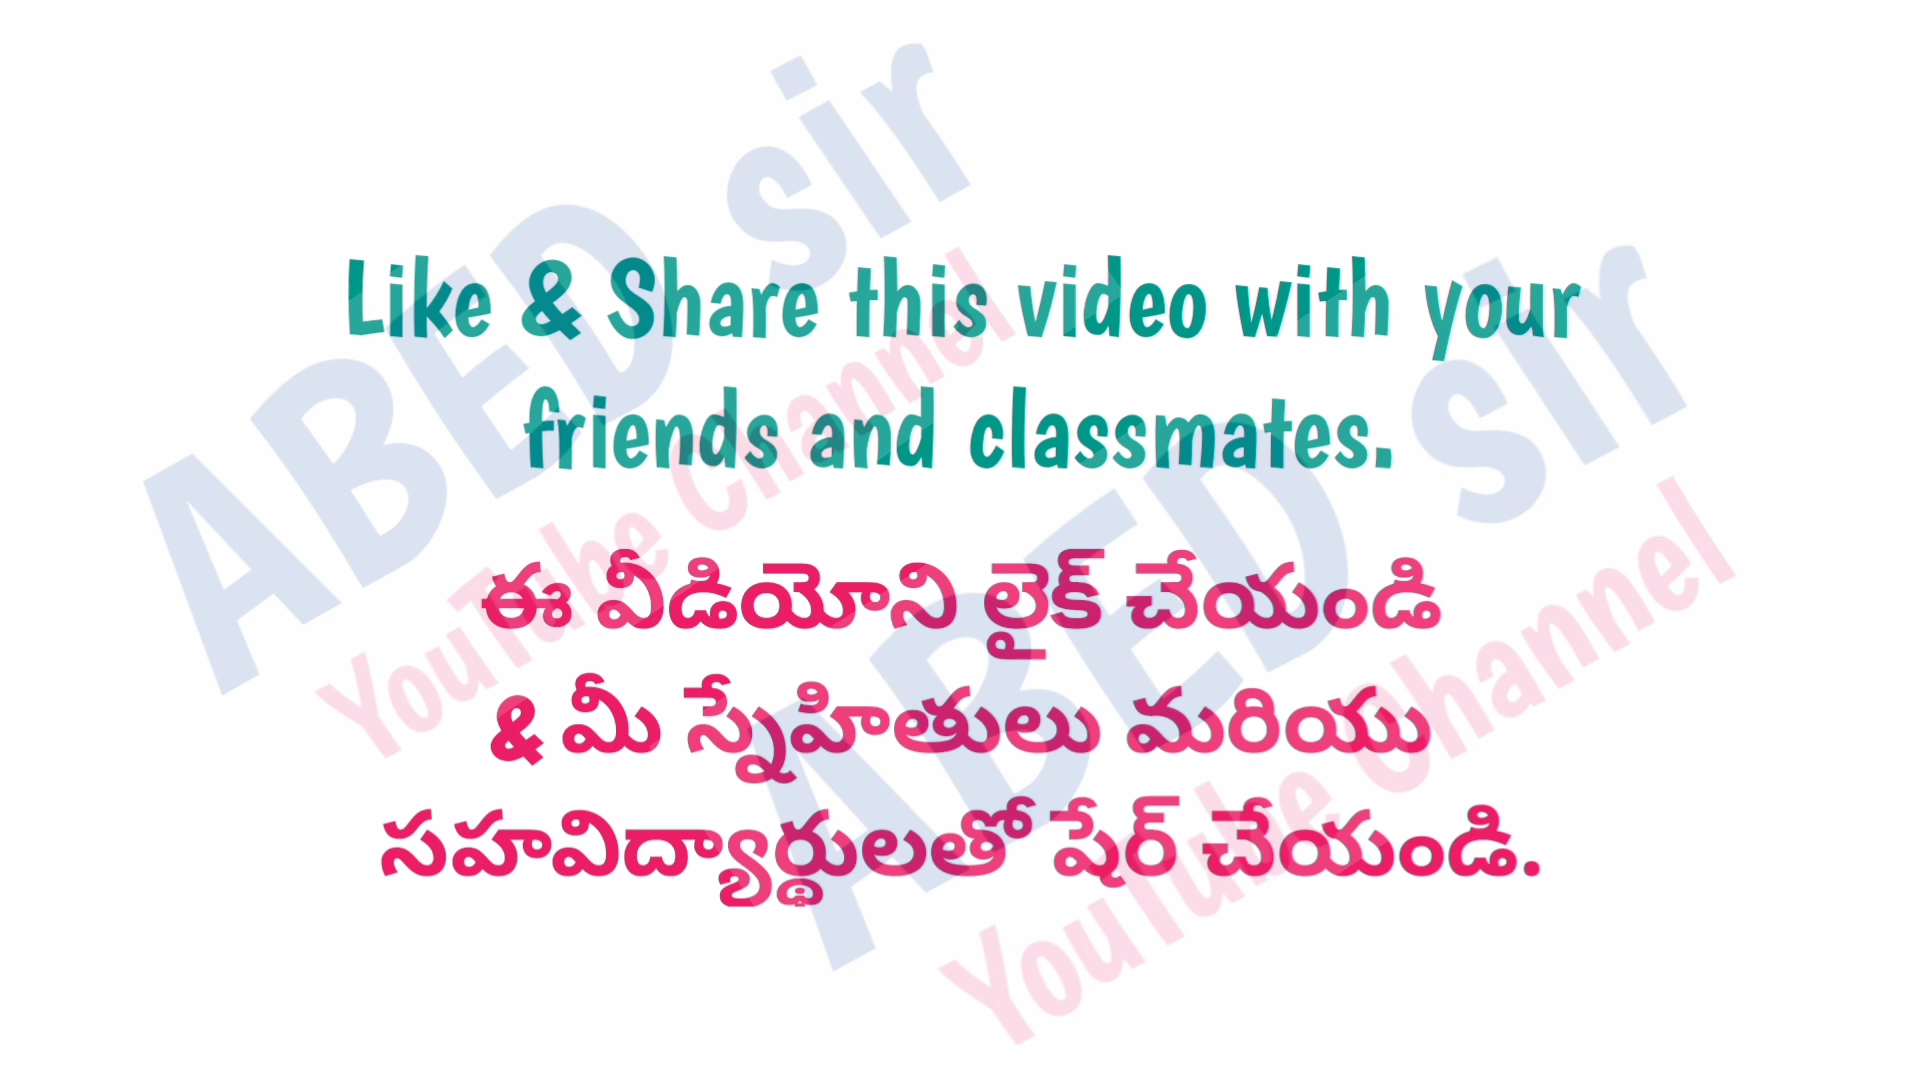 Like & Share this video with your
friends and classmates.
ఈ వీడియోని లైక్ చేయండి
& మీ స్నేహితులు మరియు
సహవిద్యార్థులతో షేర్ చేయండి.
ABED sir
YouTube Channel
ABED sir
YouTube Channel